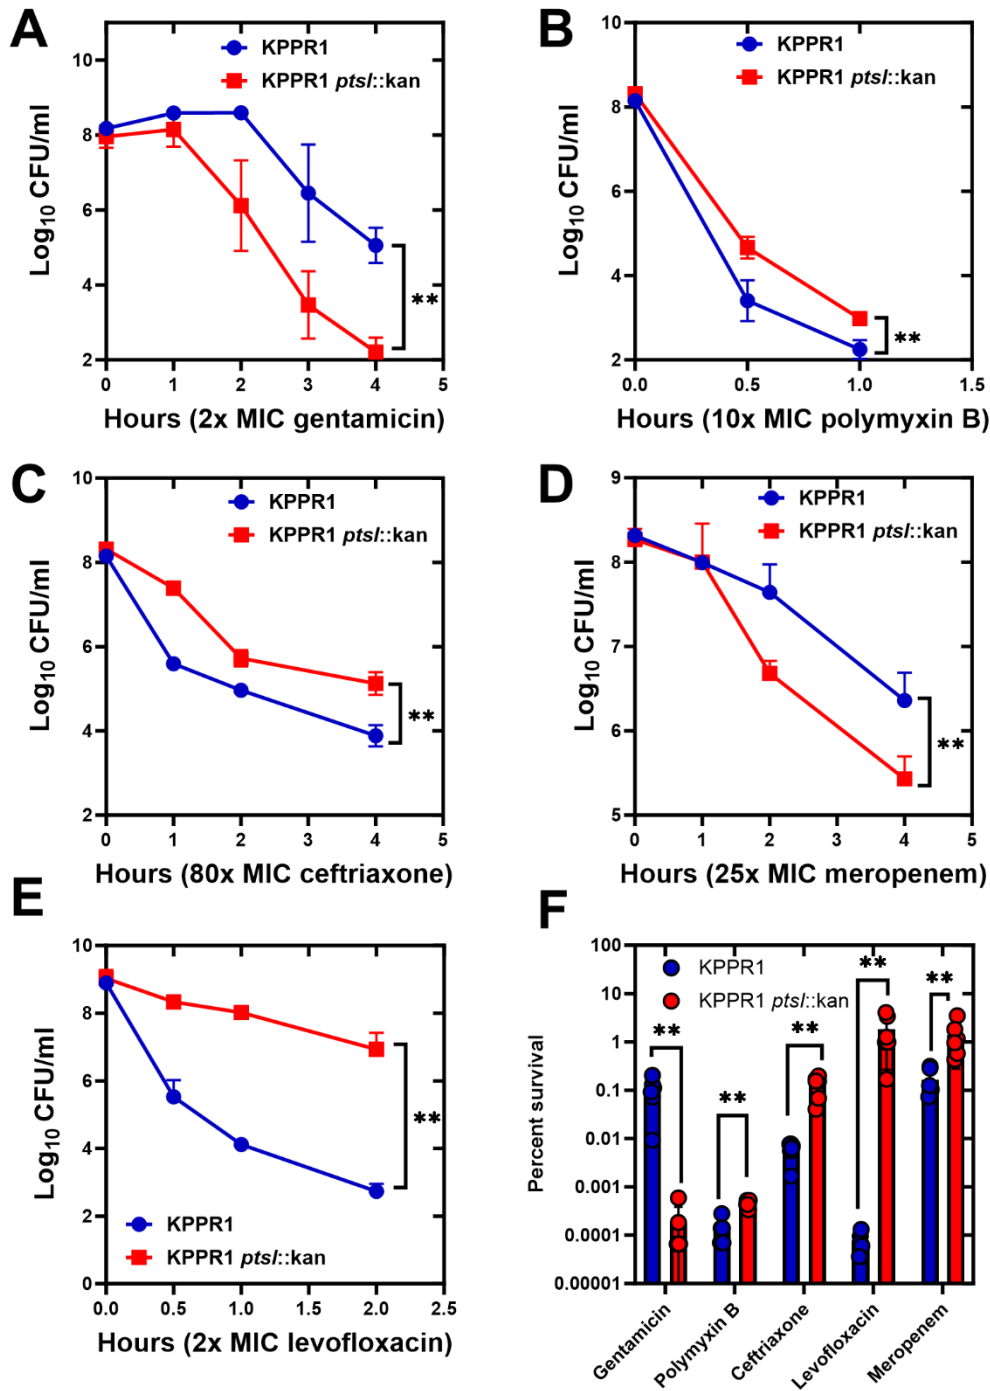 A
Log10 CFU/ml
10
8
6
4
2
KPPR1
KPPR1 ptsI::kan
**
0 1 2 3 4 5
Hours (2x MIC gentamicin)
B
Log10 CFU/ml
10
8
6
4
2
KPPR1
KPPR1 ptsI::kan
**
0.0 0.5 1.0 1.5
Hours (10x MIC polymyxin B)
C
Log10 CFU/ml
10
8
6
4
2
KPPR1
KPPR1 ptsI::kan
**
0 1 2 3 4 5
Hours (80x MIC ceftriaxone)
D
Log10 CFU/ml
9
8
7
6
5
KPPR1
KPPR1 ptsI::kan
**
0 1 2 3 4 5
Hours (25x MIC meropenem)
E
Log10 CFU/ml
10
8
6
4
2
0
**
KPPR1
KPPR1 ptsI::kan
0.0 0.5 1.0 1.5 2.0 2.5
Hours (2x MIC levofloxacin)
F
Percent survival
100
10
1
0.1
0.01
0.001
0.0001
0.00001
KPPR1
KPPR1 ptsI::kan
** ** ** ** **
Gentamicin
Polymyxin B
Ceftriaxone
Levofloxacin
Meropenem